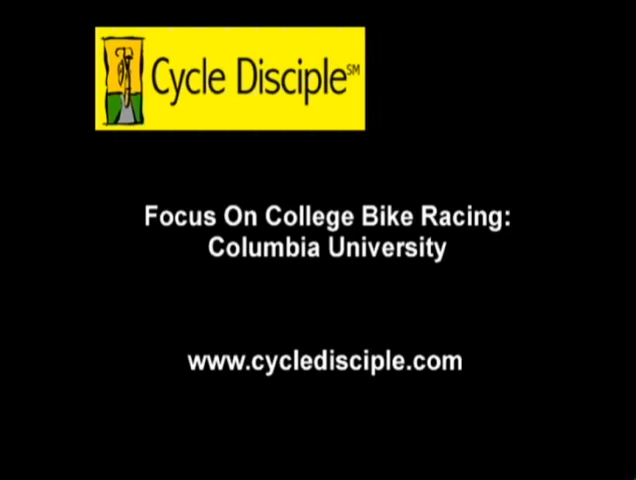 Cycle Disciple℠
Focus On College Bike Racing:
Columbia University
www.cycledisciple.com